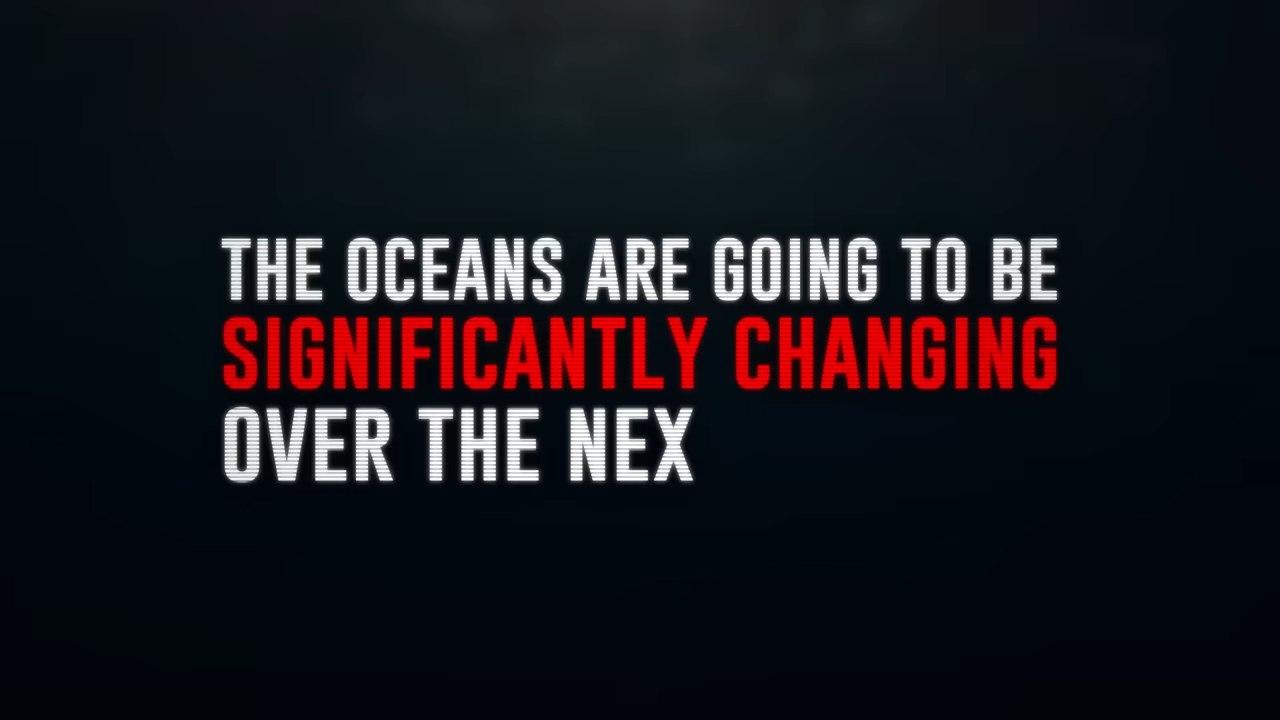 THE OCEANS ARE GOING TO BE
SIGNIFICANTLY CHANGING
OVER THE NEX